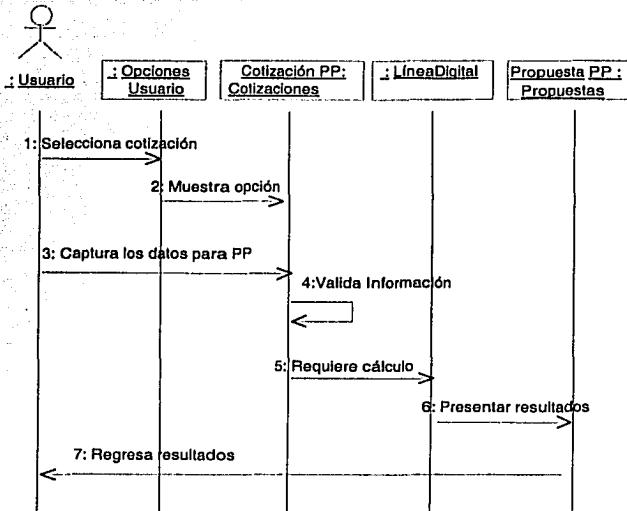 : Usuario
: Opciones
Usuario
Cotización PP:
Cotizaciones
: LíneaDigital
Propuesta PP :
Propuestas
1: Selecciona cotización
2: Muestra opción
3: Captura los datos para PP
4:Valida Información
5: Requiere cálculo
6: Presentar resultados
7: Regresa resultados